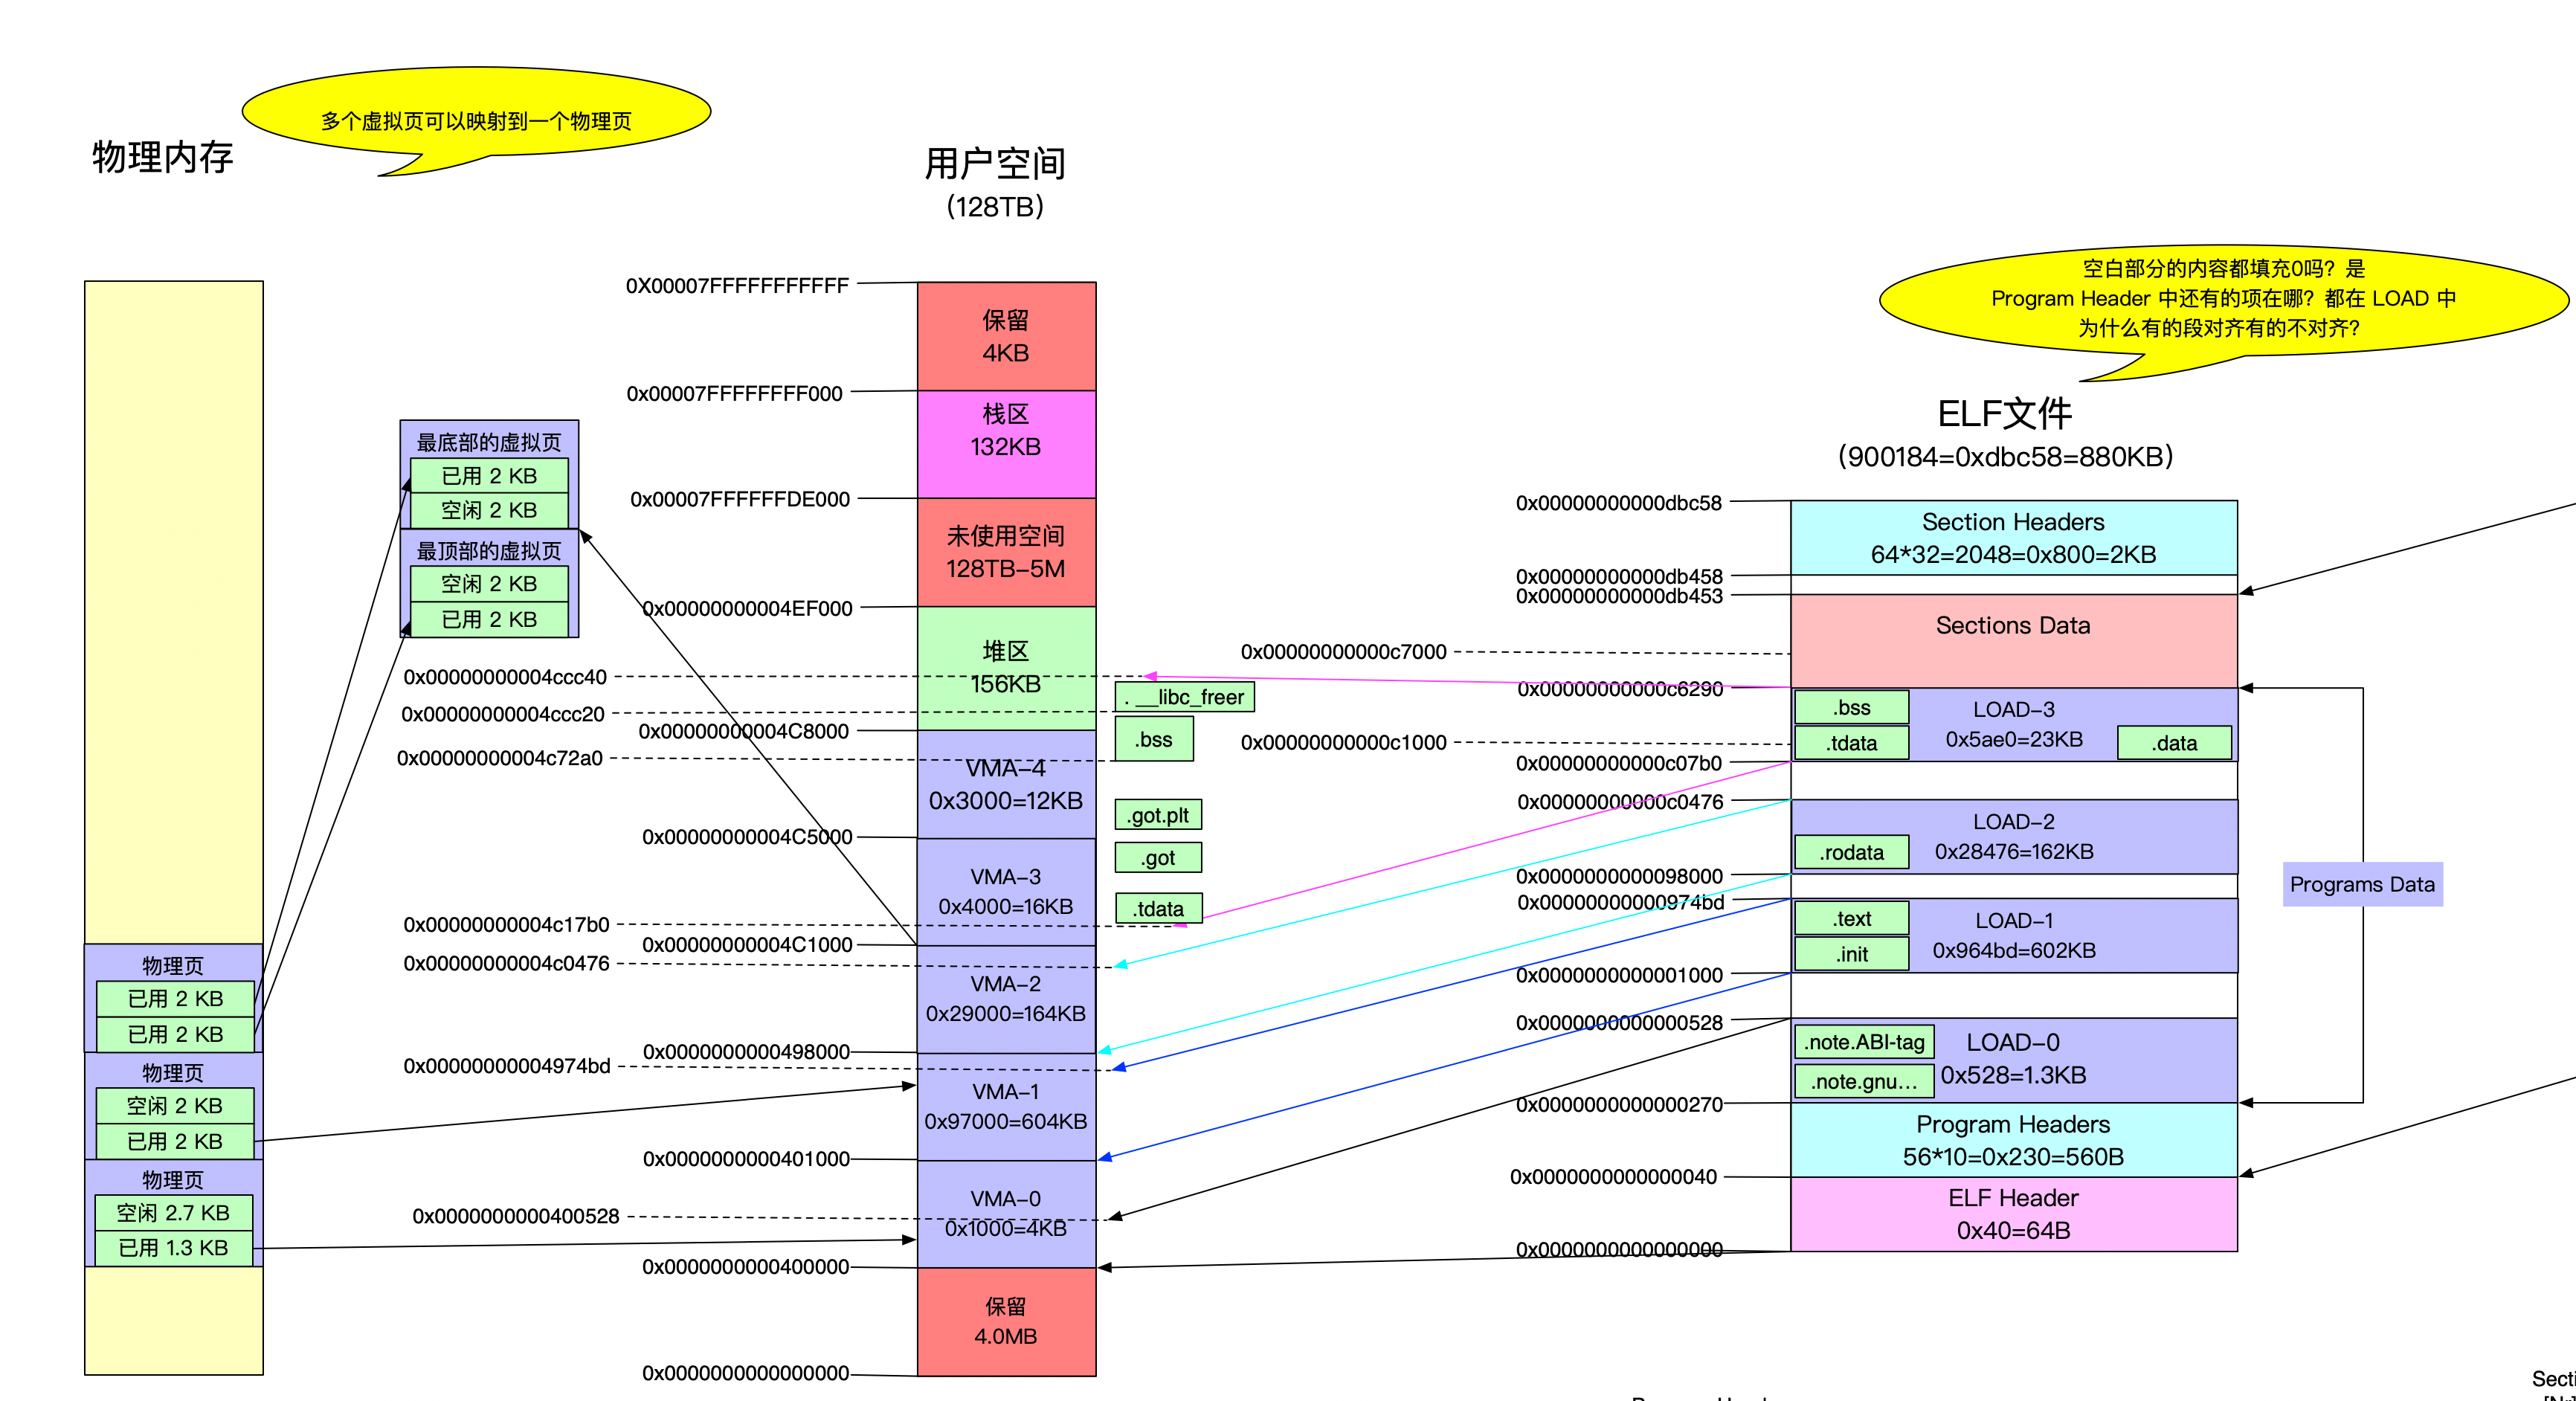 多个虚拟页可以映射到一个物理页
物理内存
用户空间
(128TB)
空白部分的内容都填充0吗？是
Program Header 中还有的项在哪？都在 LOAD 中
为什么有的段对齐有的不对齐？
ELF文件
(900184=0xdbc58=880KB)
最底部的虚拟页
已用 2 KB
空闲 2 KB
最顶部的虚拟页
空闲 2 KB
已用 2 KB
物理页
已用 2 KB
已用 2 KB
物理页
空闲 2 KB
已用 2 KB
物理页
空闲 2.7 KB
已用 1.3 KB
0X00007FFFFFFFFFFF
保留
4KB
0x00007FFFFFFFF000
栈区
132KB
0x00007FFFFFFDE000
未使用空间
128TB-5M
0x00000000004EF000
堆区
156KB
0x00000000004ccc40
. __libc_freer
0x00000000004ccc20
0x00000000004C8000
.bss
0x00000000004c72a0
VMA-4
0x3000=12KB
.got.plt
0x00000000004C5000
.got
VMA-3
0x4000=16KB
.tdata
0x00000000004c17b0
0x00000000004C1000
0x00000000004c0476
VMA-2
0x29000=164KB
0x0000000000498000
0x00000000004974bd
VMA-1
0x97000=604KB
0x0000000000401000
VMA-0
0x1000=4KB
0x0000000000400528
0x0000000000400000
保留
4.0MB
0x0000000000000000
0x00000000000dbc58
Section Headers
64*32=2048=0x800=2KB
0x00000000000db458
0x00000000000db453
Sections Data
0x00000000000c7000
0x00000000000c6290
.bss
LOAD-3
.tdata
0x5ae0=23KB
.data
0x00000000000c1000
0x00000000000c07b0
0x00000000000c0476
LOAD-2
.rodata
0x28476=162KB
0x0000000000098000
0x00000000000974bd
.text
LOAD-1
.init
0x964bd=602KB
0x0000000000001000
Programs Data
0x0000000000000528
.note.ABI-tag
LOAD-0
.note.gnu...
0x528=1.3KB
0x0000000000000270
Program Headers
56*10=0x230=560B
0x0000000000000040
ELF Header
0x40=64B
0x0000000000000000